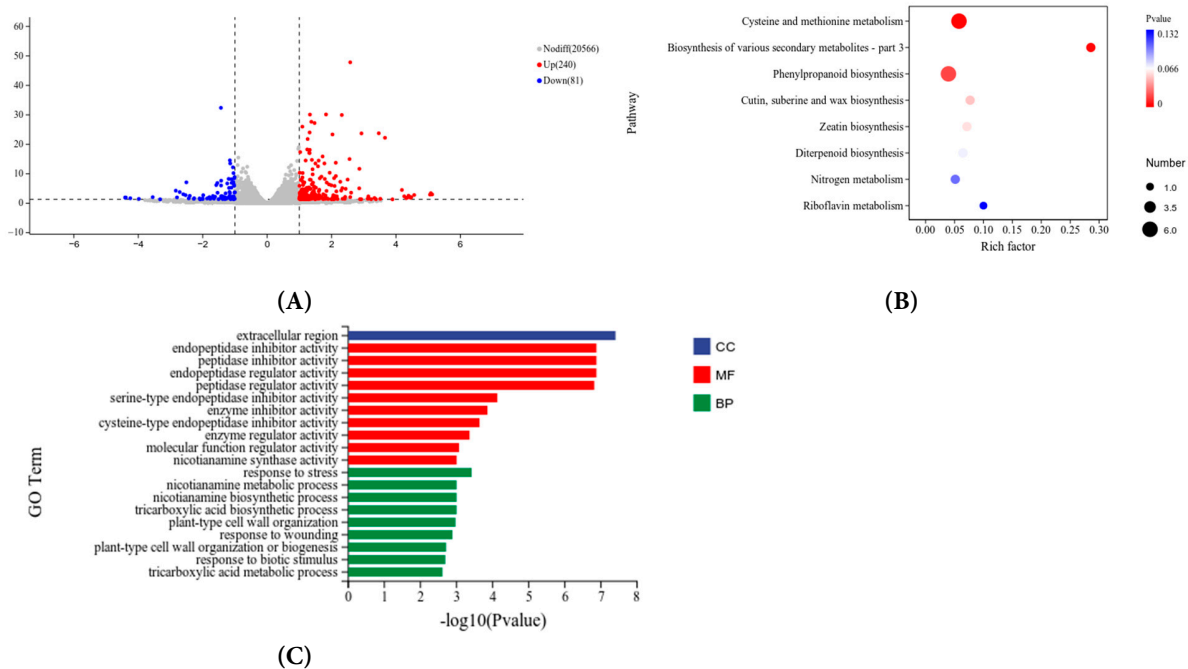 60
50
40
30
20
10
0
−10
−6
−4
−2
0
2
4
6
Nodiff(20566)
Up(240)
Down(81)
(A)
Pathway
Cysteine and methionine metabolism
Biosynthesis of various secondary metabolites - part 3
Phenylpropanoid biosynthesis
Cutin, suberine and wax biosynthesis
Zeatin biosynthesis
Diterpenoid biosynthesis
Nitrogen metabolism
Riboflavin metabolism
0.00
0.05
0.10
0.15
0.20
0.25
0.30
Rich factor
Pvalue
0.132
0.066
0
Number
1.0
3.5
6.0
(B)
GO Term
extracellular region
endopeptidase inhibitor activity
peptidase inhibitor activity
endopeptidase regulator activity
peptidase regulator activity
serine-type endopeptidase inhibitor activity
enzyme inhibitor activity
cysteine-type endopeptidase inhibitor activity
enzyme regulator activity
molecular function regulator activity
nicotianamine synthase activity
response to stress
nicotianamine metabolic process
nicotianamine biosynthetic process
tricarboxylic acid biosynthetic process
plant-type cell wall organization
response to wounding
plant-type cell wall organization or biogenesis
response to biotic stimulus
tricarboxylic acid metabolic process
0
1
2
3
4
5
6
7
8
-log10(Pvalue)
CC
MF
BP
(C)